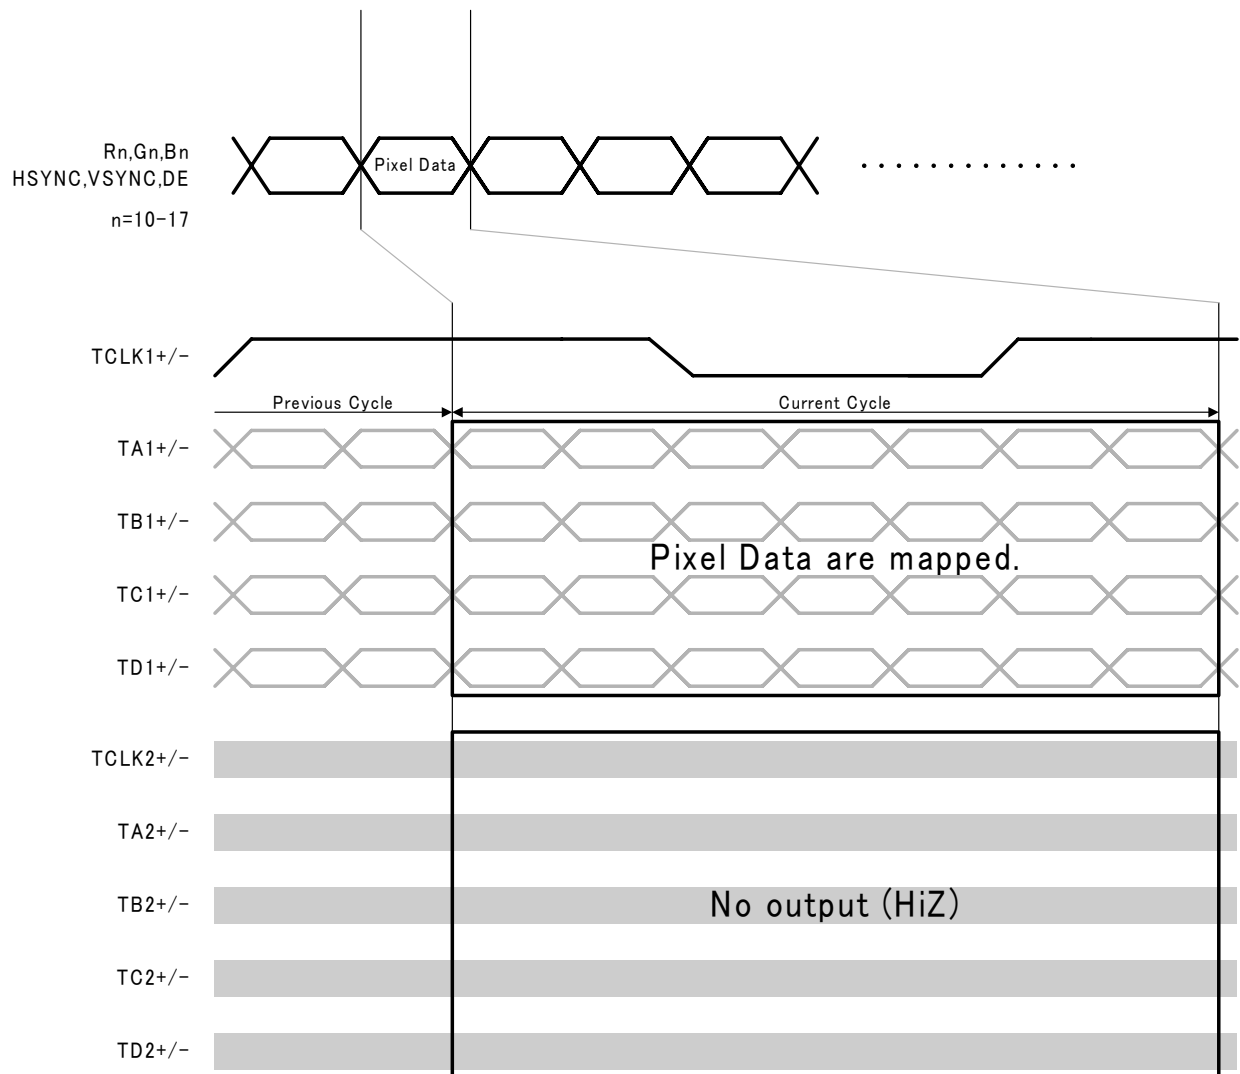 Rn,Gn,Bn
HSYNC,VSYNC,DE
n=10-17
Pixel Data
TCLK1+/-
Previous Cycle
Current Cycle
TA1+/-
TB1+/-
Pixel Data are mapped.
TC1+/-
TD1+/-
TCLK2+/-
TA2+/-
TB2+/-
No output (HiZ)
TC2+/-
TD2+/-